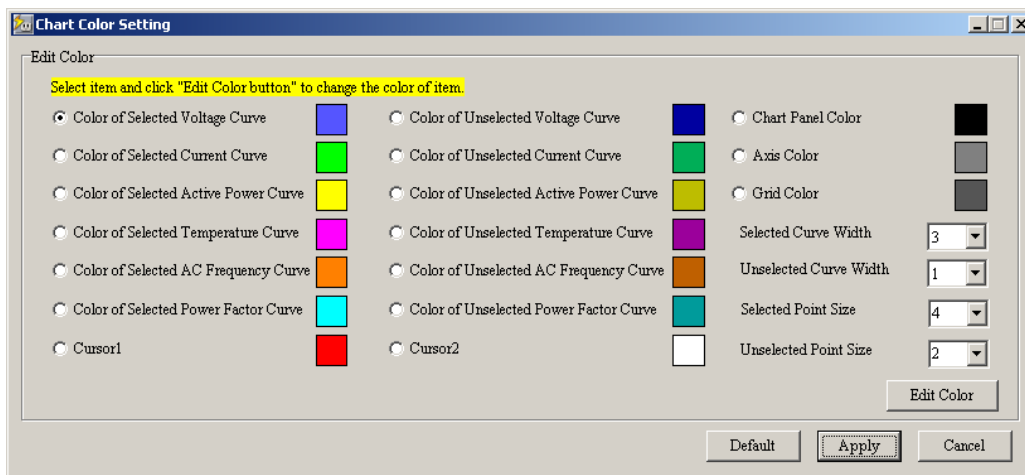 Chart Color Setting
Edit Color
Select item and click "Edit Color button" to change the color of item.
Color of Selected Voltage Curve Color of Unselected Voltage Curve Chart Panel Color
Color of Selected Current Curve Color of Unselected Current Curve Axis Color
Color of Selected Active Power Curve Color of Unselected Active Power Curve Grid Color
Color of Selected Temperature Curve Color of Unselected Temperature Curve Selected Curve Width 3
Color of Selected AC Frequency Curve Color of Unselected AC Frequency Curve Unselected Curve Width 1
Color of Selected Power Factor Curve Color of Unselected Power Factor Curve Selected Point Size 4
Cursor1 Cursor2 Unselected Point Size 2
Edit Color
Default Apply Cancel